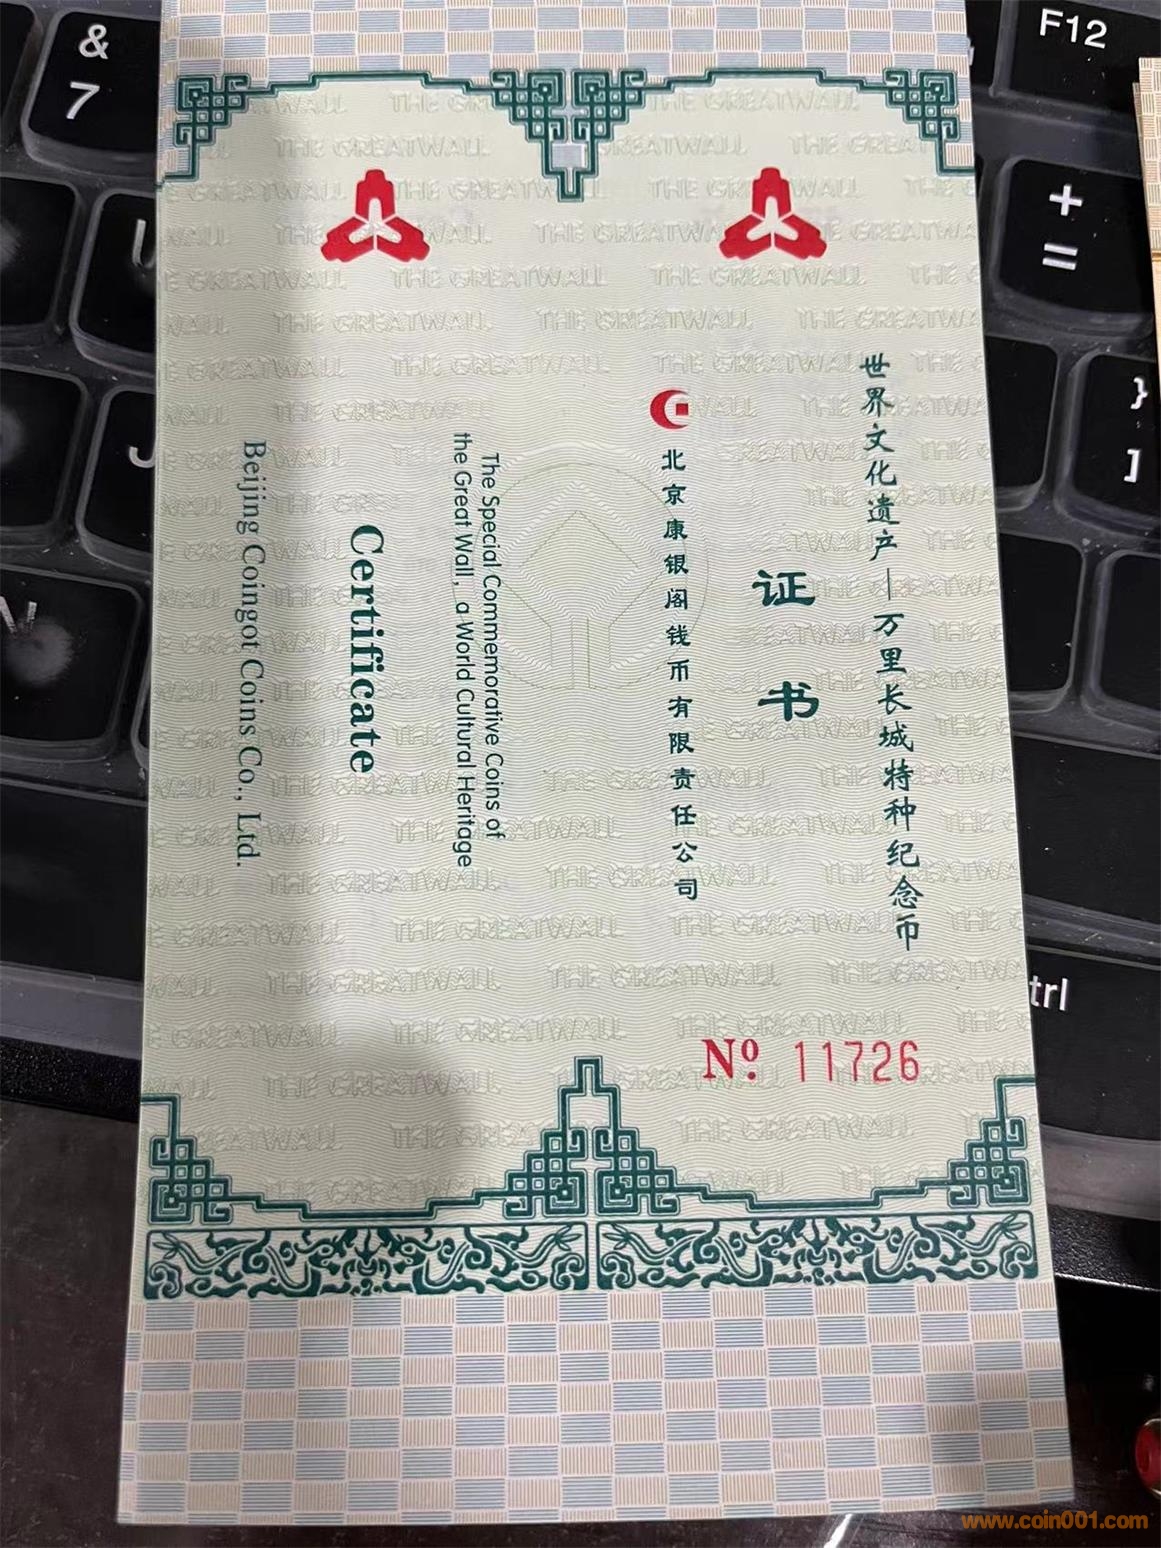 世界文化遗产—万里长城特种纪念币
证书
北京康银阁钱币有限责任公司
Nº 11726
The Special Commemorative Coins of
the Great Wall, a World Cultural Heritage
Certificate
Beijing Coingot Coins Co., Ltd.
THE GREATWALL
&
7
F12
+
=
}
]
U
J
N
trl
www.coin001.com